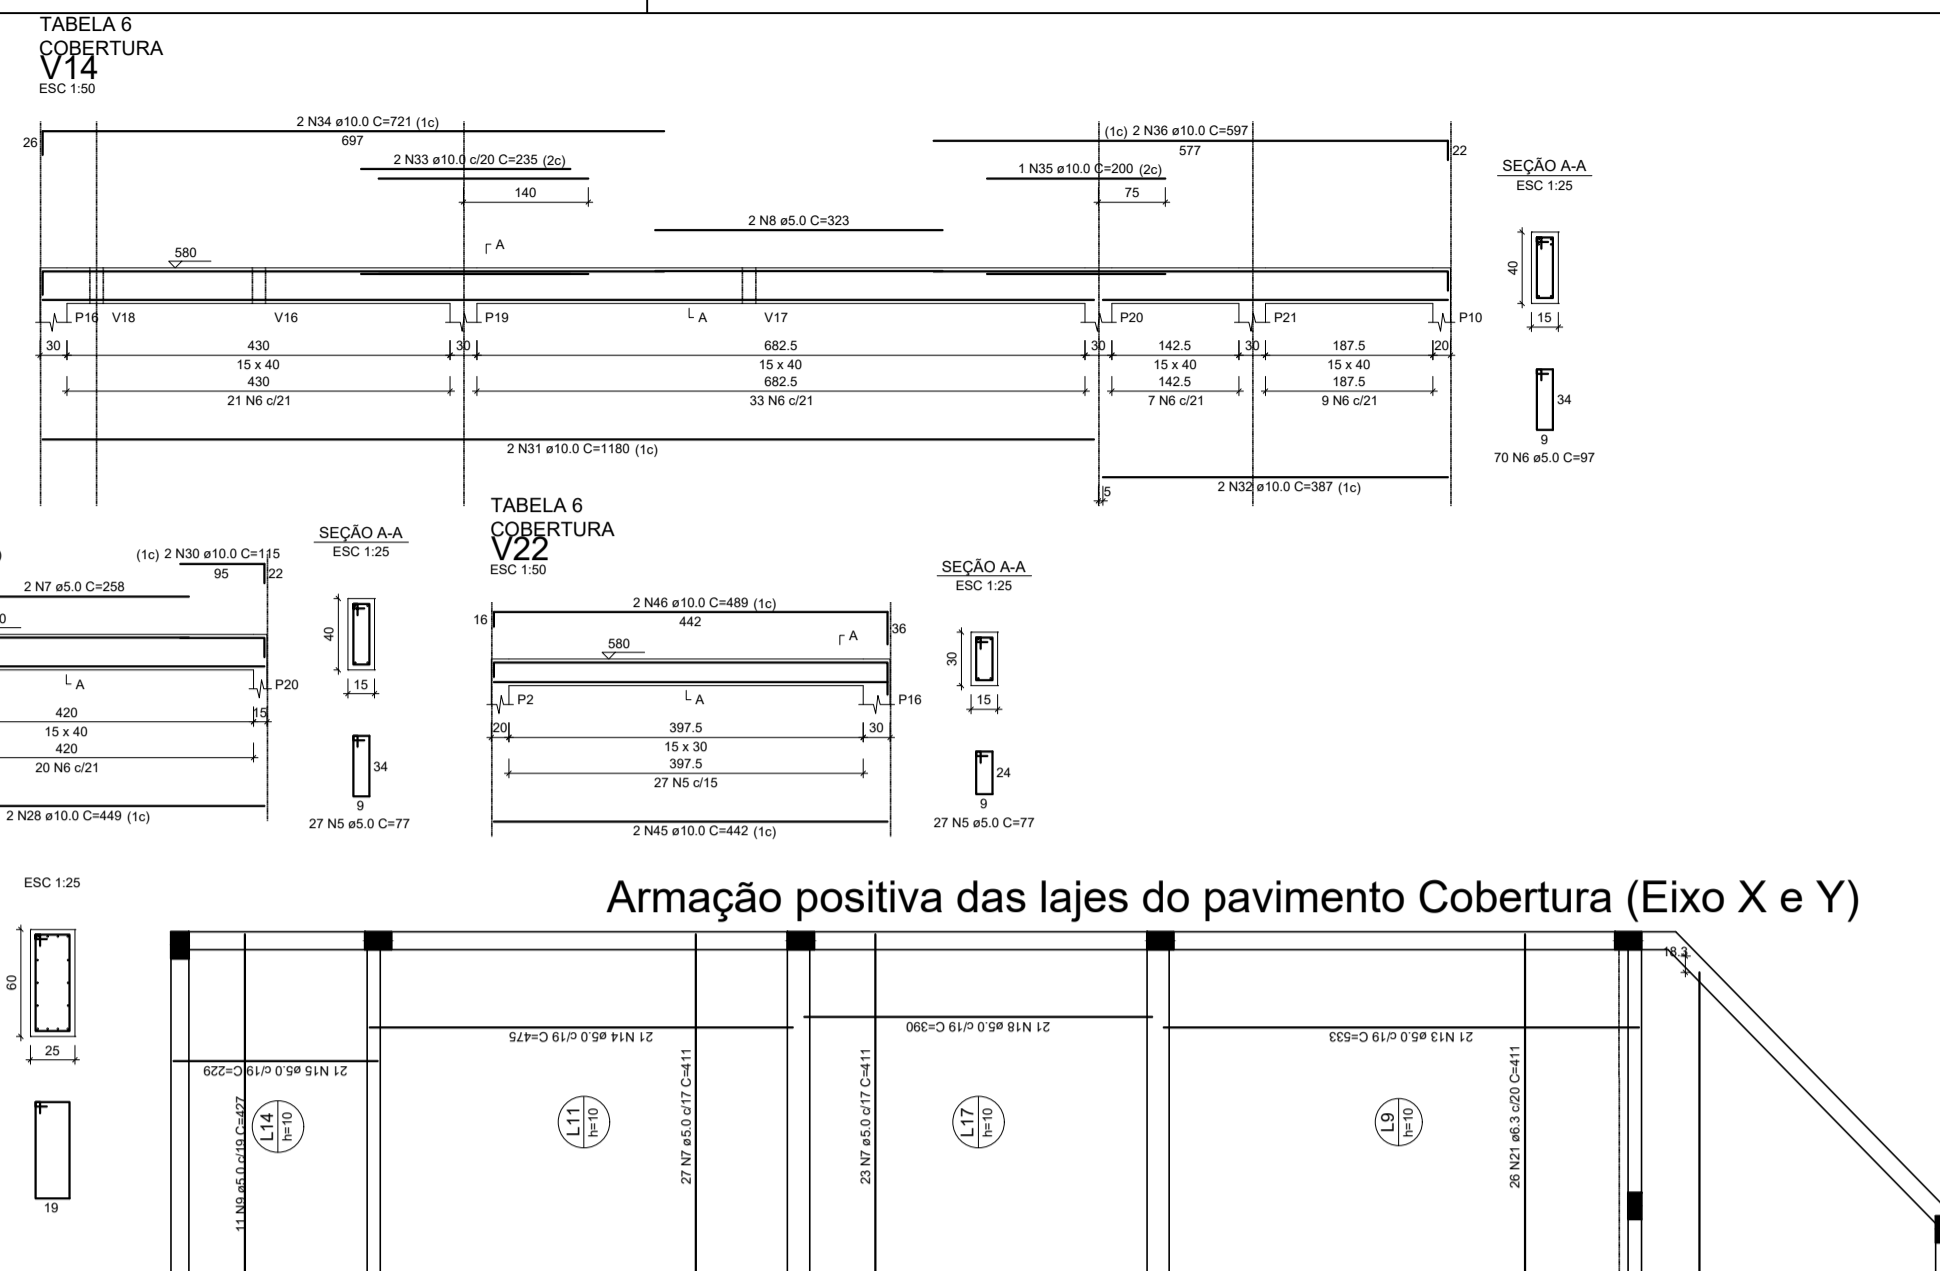 TABELA 6
COBERTURA
V14
ESC 1:50
2 N34 ø10.0 C=721 (1c)
697
26
2 N33 ø10.0 c/20 C=235 (2c)
140
(1c) 2 N36 ø10.0 C=597
577
22
1 N35 ø10.0 C=200 (2c)
75
2 N8 ø5.0 C=323
A
580
P16 V18 V16 P19 A V17 P20 P21 P10
30 430 30 682.5 30 142.5 30 187.5 20
15 x 40 15 x 40 15 x 40 15 x 40
430 682.5 142.5 187.5
21 N6 c/21 33 N6 c/21 7 N6 c/21 9 N6 c/21
2 N31 ø10.0 C=1180 (1c)
2 N32 ø10.0 C=387 (1c)
5
SEÇÃO A-A
ESC 1:25
40
15
34
9
70 N6 ø5.0 C=97
)
(1c) 2 N30 ø10.0 C=115
95
22
2 N7 ø5.0 C=258
0
A
P20
420
15
15 x 40
420
20 N6 c/21
2 N28 ø10.0 C=449 (1c)
SEÇÃO A-A
ESC 1:25
40
15
34
9
27 N5 ø5.0 C=77
TABELA 6
COBERTURA
V22
ESC 1:50
2 N46 ø10.0 C=489 (1c)
16
442
36
A
580
P2 A P16
20 397.5 30
15 x 30
397.5
27 N5 c/15
2 N45 ø10.0 C=442 (1c)
SEÇÃO A-A
ESC 1:25
30
15
24
9
27 N5 ø5.0 C=77
ESC 1:25
60
25
19
Armação positiva das lajes do pavimento Cobertura (Eixo X e Y)
18.3
21 N15 ø5.0 c/19 C=229
21 N14 ø5.0 c/19 C=475
21 N18 ø5.0 c/19 C=390
21 N13 ø5.0 c/19 C=533
11 N9 ø5.0 c/19 C=427
L14
h=10
L11
h=10
27 N7 ø5.0 c/17 C=411
23 N7 ø5.0 c/17 C=411
L17
h=10
L9
h=10
26 N21 ø6.3 c/20 C=411